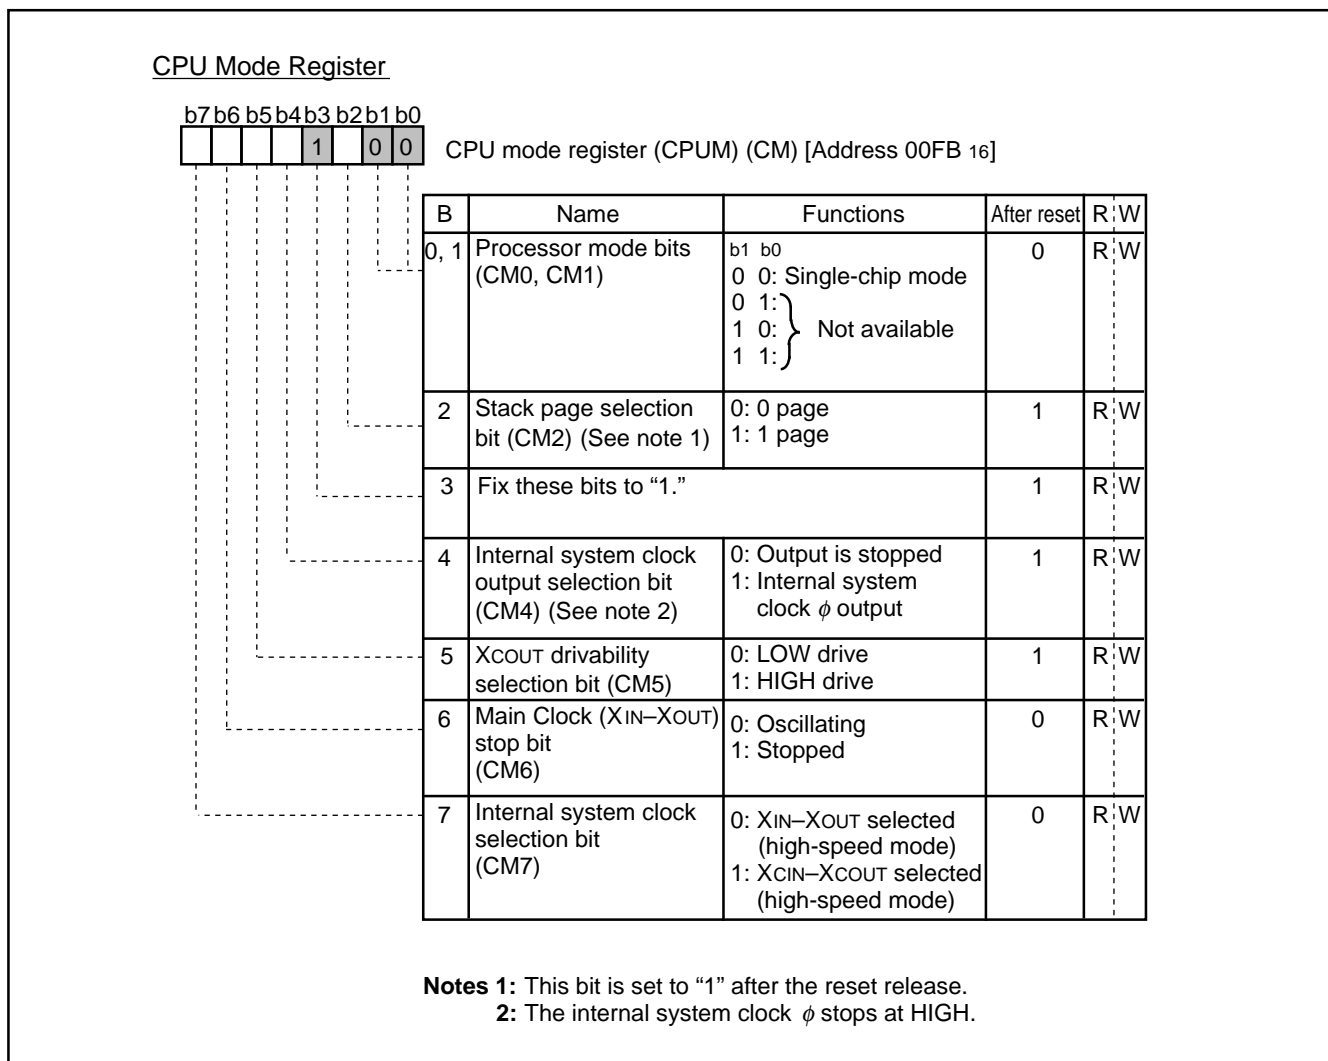 CPU Mode Register
b7 b6 b5 b4 b3 b2 b1 b0
1 0 0
CPU mode register (CPUM) (CM) [Address 00FB 16]
B Name Functions After reset R W
0, 1 Processor mode bits (CM0, CM1)
b1 b0
0 0: Single-chip mode
0 1:
1 0: Not available
1 1:
0 R W
2 Stack page selection bit (CM2) (See note 1)
0: 0 page
1: 1 page
1 R W
3 Fix these bits to “1.” 1 R W
4 Internal system clock output selection bit (CM4) (See note 2)
0: Output is stopped
1: Internal system
clock ϕ output
1 R W
5 XCOUT drivability selection bit (CM5)
0: LOW drive
1: HIGH drive
1 R W
6 Main Clock (XIN–XOUT) stop bit (CM6)
0: Oscillating
1: Stopped
0 R W
7 Internal system clock selection bit (CM7)
0: XIN–XOUT selected
(high-speed mode)
1: XCIN–XCOUT selected
(high-speed mode)
0 R W
Notes 1: This bit is set to “1” after the reset release.
2: The internal system clock ϕ stops at HIGH.